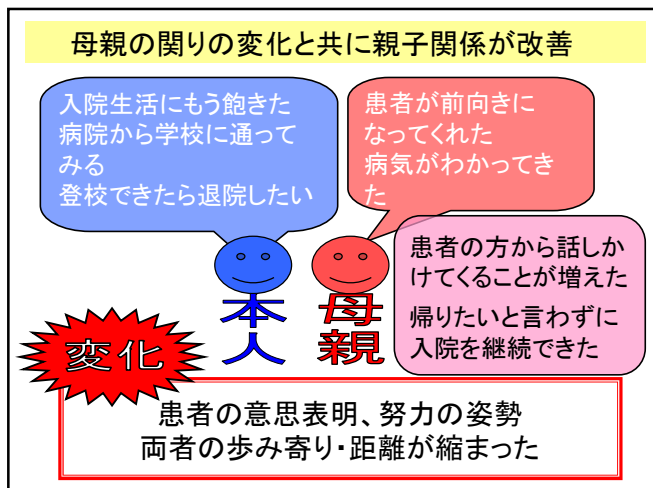 母親の関りの変化と共に親子関係が改善
入院生活にもう飽きた
病院から学校に通って
みる
登校できたら退院したい
患者が前向きに
なってくれた
病気がわかってき
た
患者の方から話しか
けてくることが増えた
帰りたいと言わずに
入院を継続できた
本人
母親
変化
患者の意思表明、努力の姿勢
両者の歩み寄り・距離が縮まった